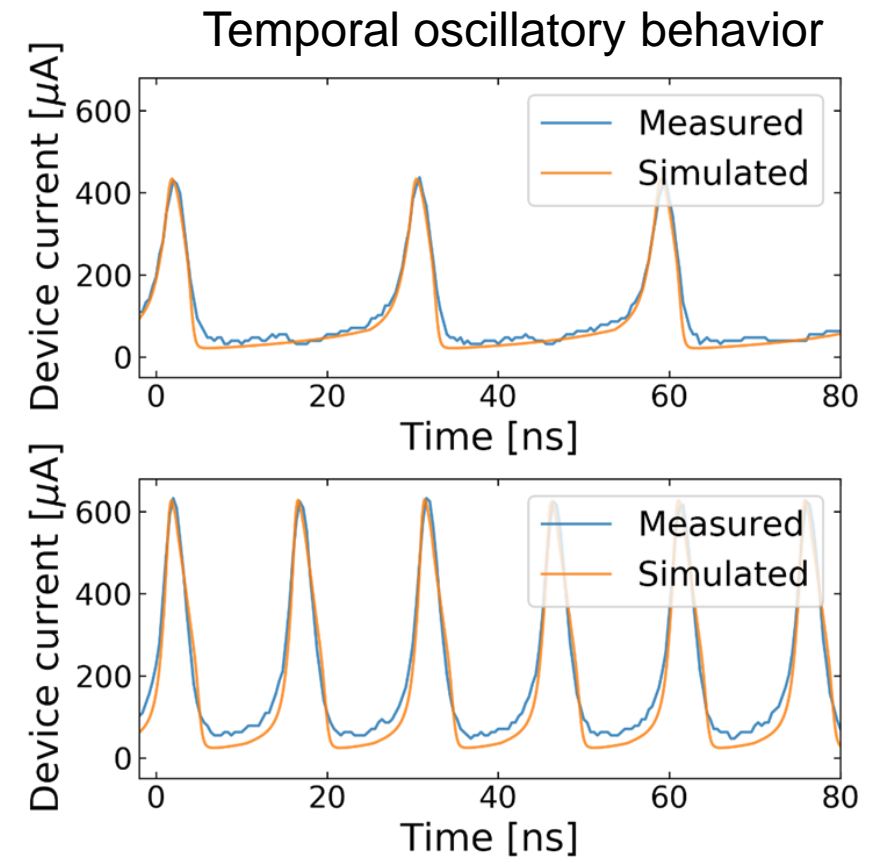 Temporal oscillatory behavior
Device current [μA]
600
400
200
0
Measured
Simulated
0 20 40 60 80
Time [ns]
Device current [μA]
600
400
200
0
Measured
Simulated
0 20 40 60 80
Time [ns]